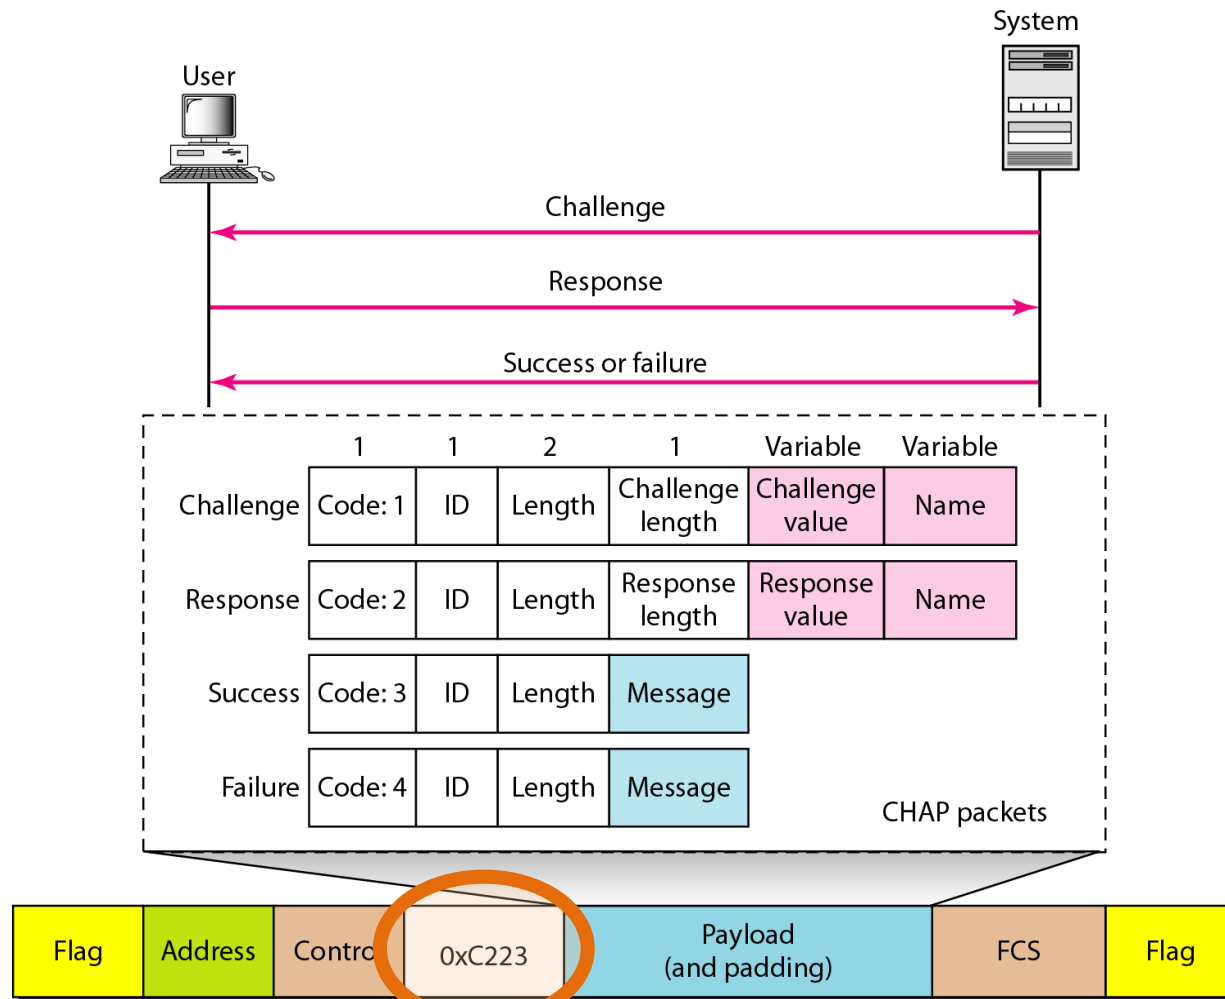 System
User
Challenge
Response
Success or failure
1 1 2 1 Variable Variable
Challenge Code: 1 ID Length Challenge length Challenge value Name
Response Code: 2 ID Length Response length Response value Name
Success Code: 3 ID Length Message
Failure Code: 4 ID Length Message
CHAP packets
Flag Address Contro 0xC223 Payload (and padding) FCS Flag